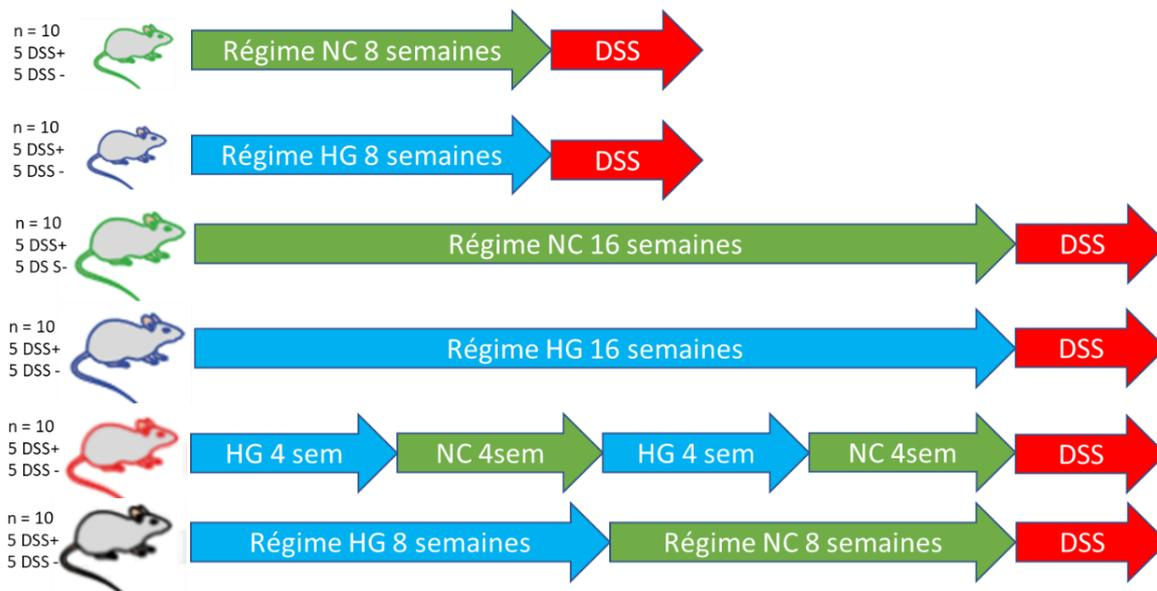 n = 10
5 DSS+
5 DSS -
Régime NC 8 semaines
DSS
n = 10
5 DSS+
5 DSS -
Régime HG 8 semaines
DSS
n = 10
5 DSS+
5 DS S-
Régime NC 16 semaines
DSS
n = 10
5 DSS+
5 DSS -
Régime HG 16 semaines
DSS
n = 10
5 DSS+
5 DSS -
HG 4 sem
NC 4sem
HG 4 sem
NC 4sem
DSS
n = 10
5 DSS+
5 DSS -
Régime HG 8 semaines
Régime NC 8 semaines
DSS